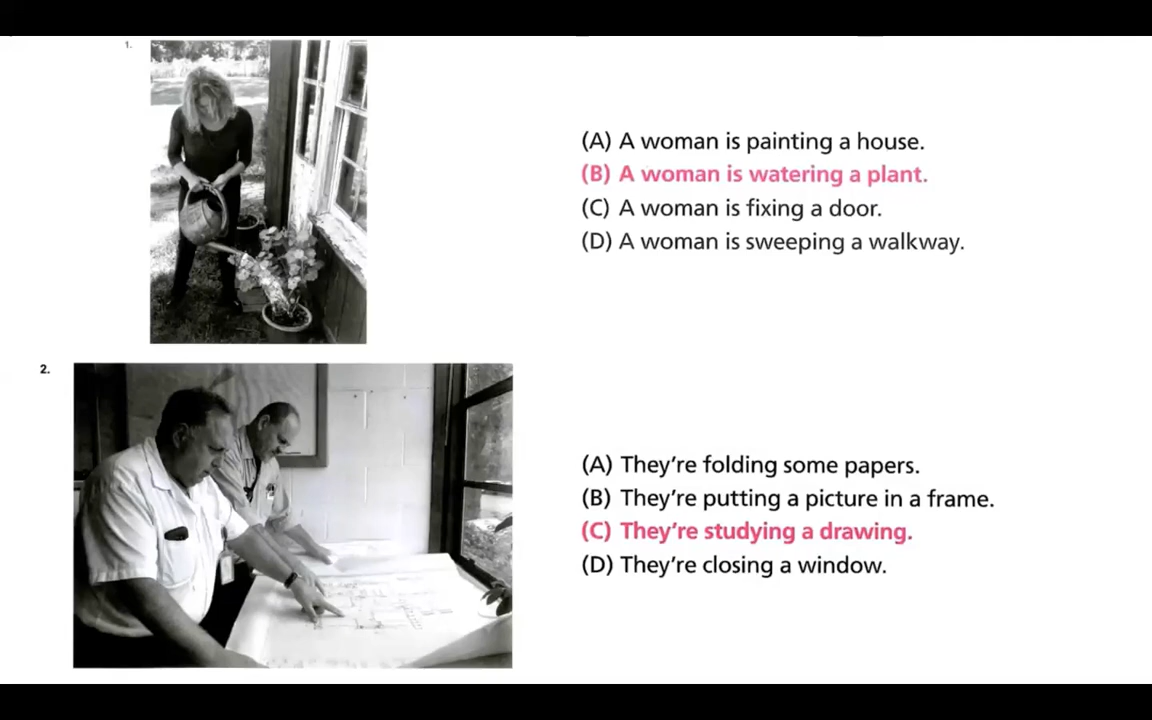 1.
(A) A woman is painting a house.
(B) A woman is watering a plant.
(C) A woman is fixing a door.
(D) A woman is sweeping a walkway.
2.
(A) They're folding some papers.
(B) They're putting a picture in a frame.
(C) They're studying a drawing.
(D) They're closing a window.